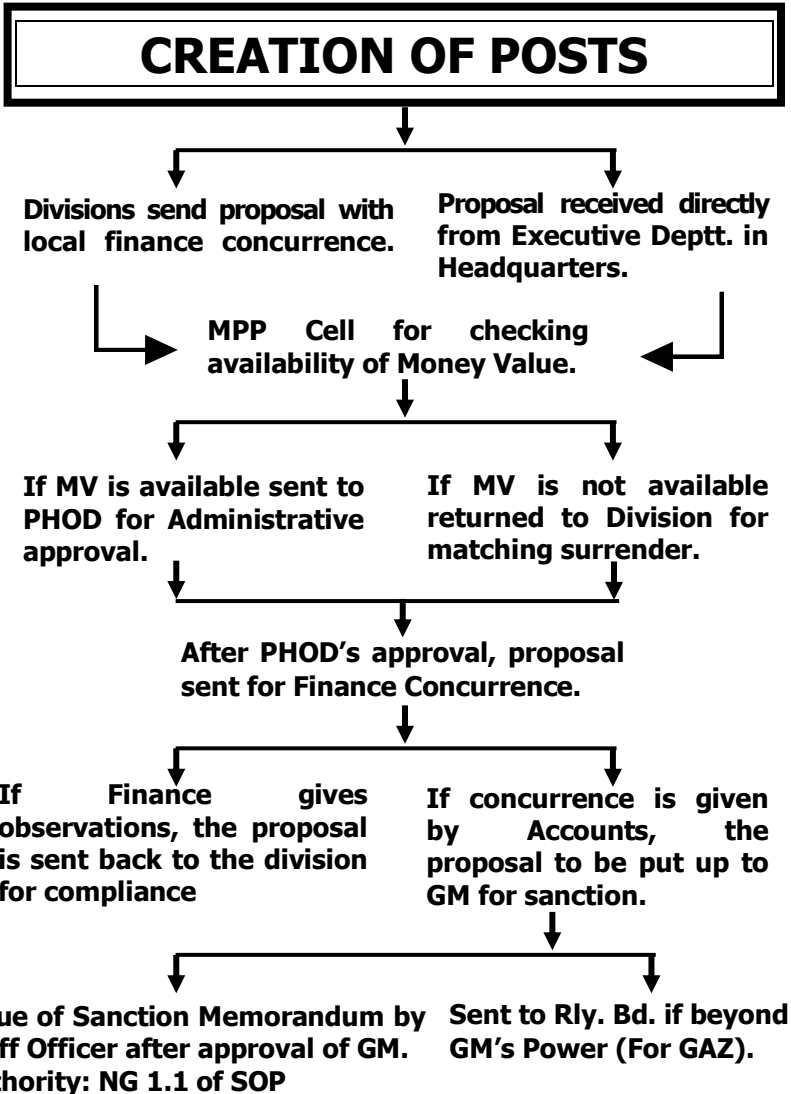 CREATION OF POSTS
Divisions send proposal with
local finance concurrence.
Proposal received directly
from Executive Deptt. in
Headquarters.
MPP Cell for checking
availability of Money Value.
If MV is available sent to
PHOD for Administrative
approval.
If MV is not available
returned to Division for
matching surrender.
After PHOD’s approval, proposal
sent for Finance Concurrence.
If Finance gives
observations, the proposal
is sent back to the division
for compliance
If concurrence is given
by Accounts, the
proposal to be put up to
GM for sanction.
of Sanction Memorandum by
Officer after approval of GM.
NG 1.1 of SOP
Sent to Rly. Bd. if beyond
GM’s Power (For GAZ).